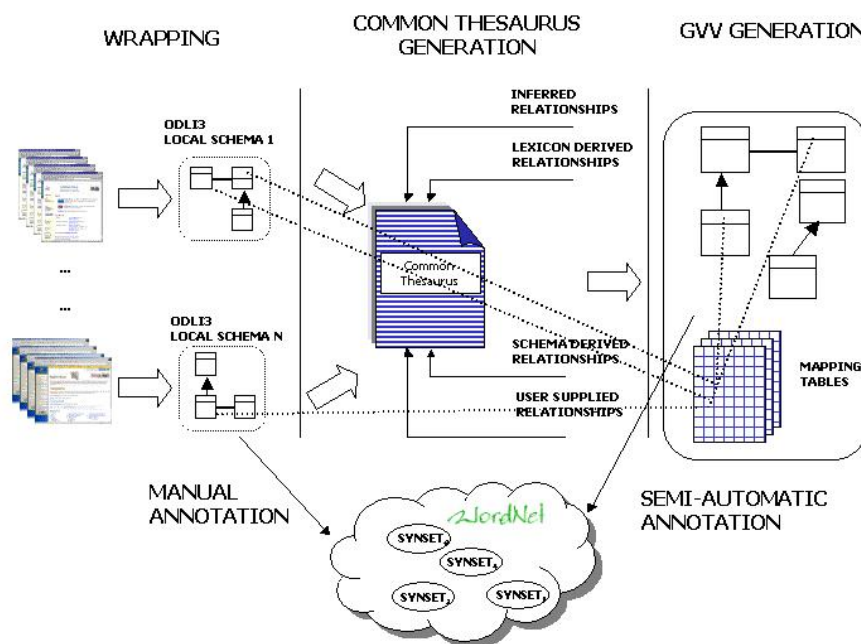 WRAPPING
COMMON THESAURUS
GENERATION
GVV GENERATION
INFERRED
RELATIONSHIPS
LEXICON DERIVED
RELATIONSHIPS
ODLI3
LOCAL SCHEMA 1
Common
Thesaurus
...
...
ODLI3
LOCAL SCHEMA N
SCHEMA DERIVED
RELATIONSHIPS
USER SUPPLIED
RELATIONSHIPS
MAPPING
TABLES
MANUAL
ANNOTATION
SEMI-AUTOMATIC
ANNOTATION
WordNet
SYNSET
SYNSET
SYNSET
SYNSET